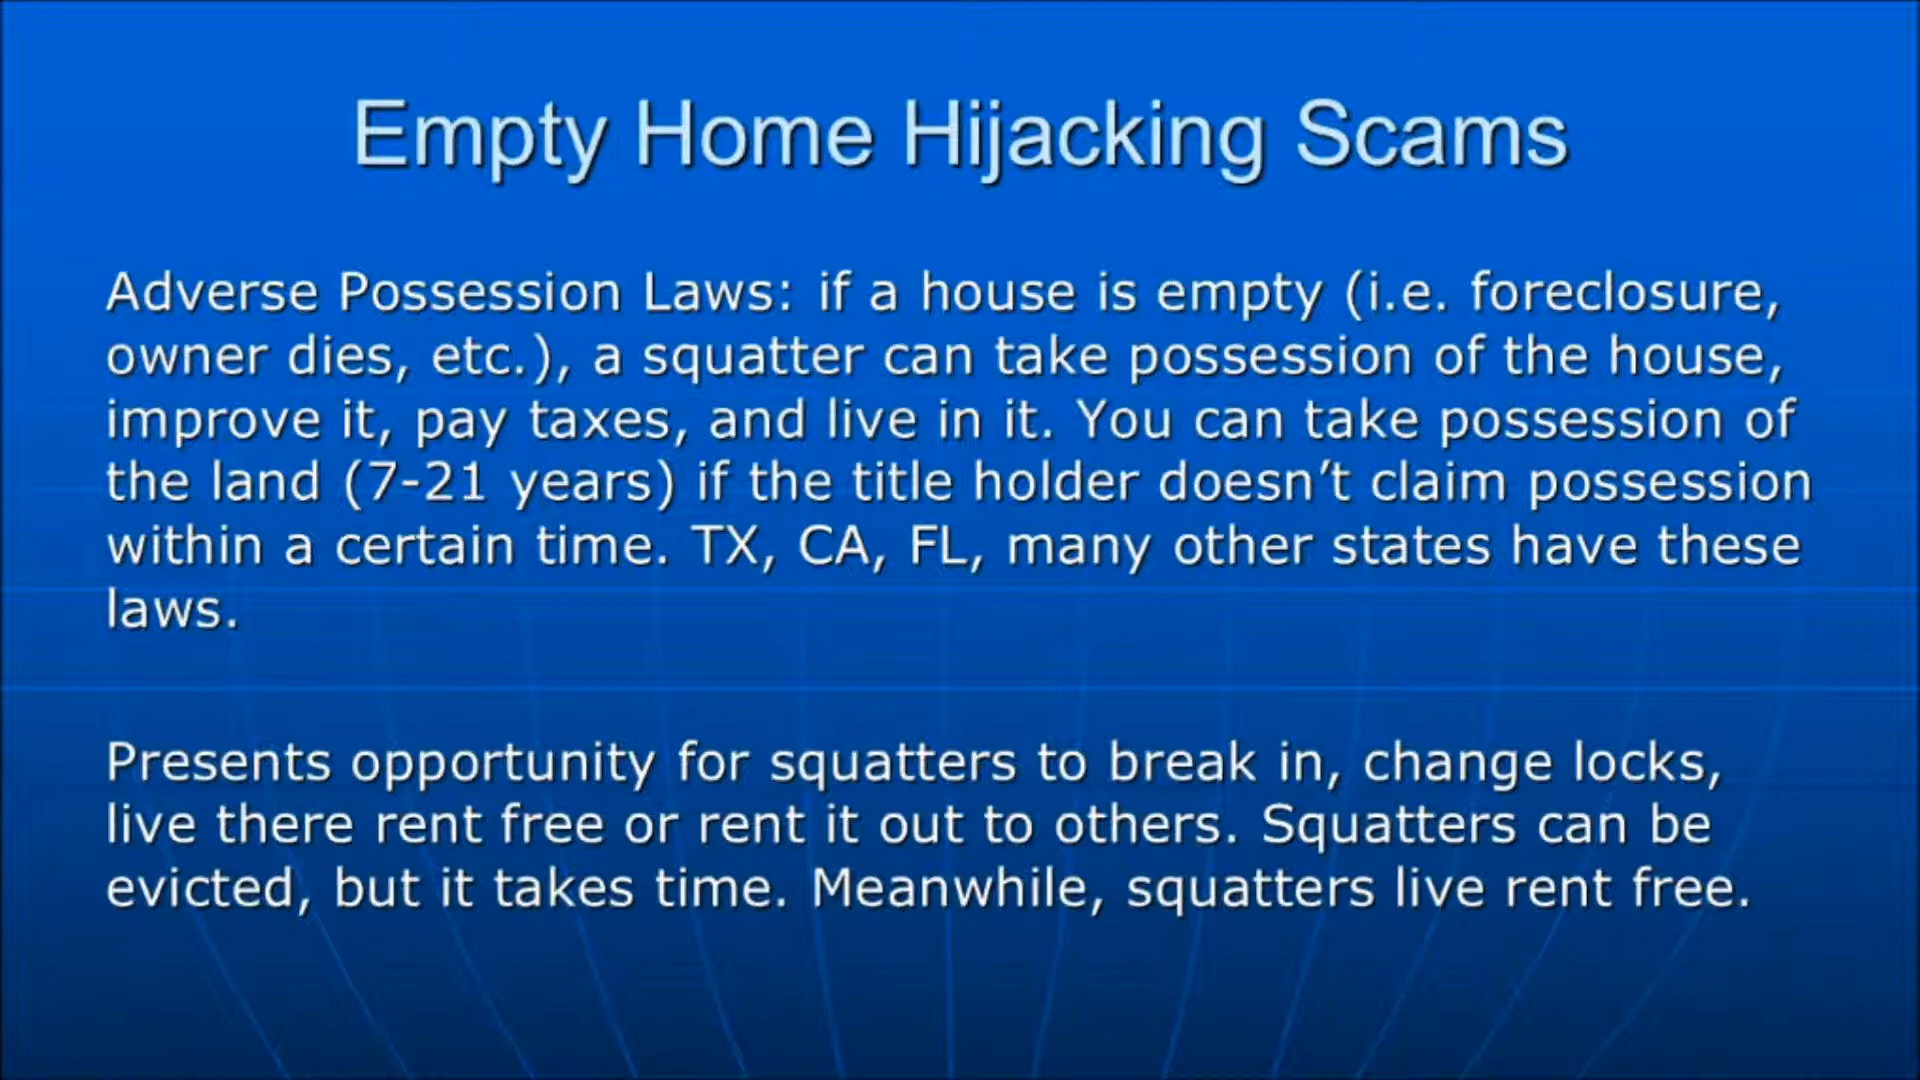 Empty Home Hijacking Scams
Adverse Possession Laws: if a house is empty (i.e. foreclosure,
owner dies, etc.), a squatter can take possession of the house,
improve it, pay taxes, and live in it. You can take possession of
the land (7-21 years) if the title holder doesn’t claim possession
within a certain time. TX, CA, FL, many other states have these
laws.
Presents opportunity for squatters to break in, change locks,
live there rent free or rent it out to others. Squatters can be
evicted, but it takes time. Meanwhile, squatters live rent free.